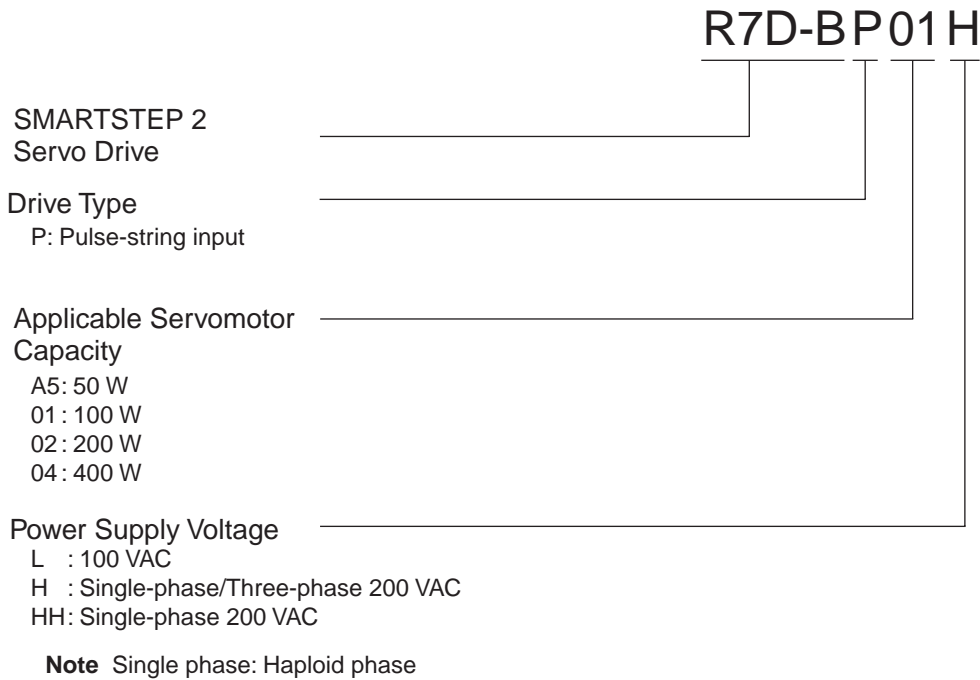 R7D-BP01H
SMARTSTEP 2
Servo Drive
Drive Type
P: Pulse-string input
Applicable Servomotor
Capacity
A5: 50 W
01 : 100 W
02 : 200 W
04 : 400 W
Power Supply Voltage
L : 100 VAC
H : Single-phase/Three-phase 200 VAC
HH: Single-phase 200 VAC
Note Single phase: Haploid phase